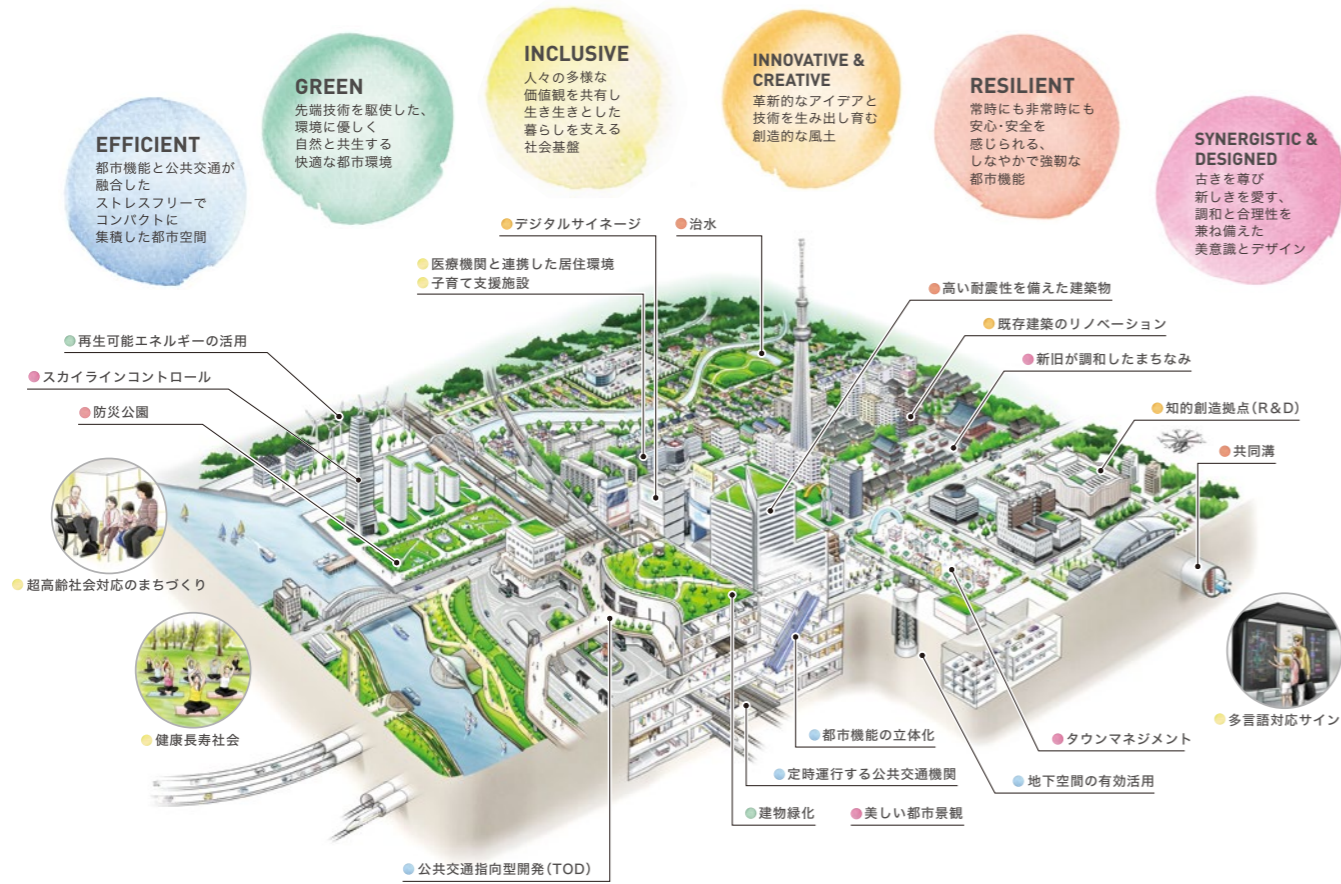 EFFICIENT
都市機能と公共交通が
融合した
ストレスフリーで
コンパクトに
集積した都市空間
GREEN
先端技術を駆使した、
環境に優しく
自然と共生する
快適な都市環境
INCLUSIVE
人々の多様な
価値観を共有し
生き生きとした
暮らしを支える
社会基盤
INNOVATIVE &
CREATIVE
革新的なアイデアと
技術を生み出し育む
創造的な風土
RESILIENT
常時にも非常時にも
安心・安全を
感じられる、
しなやかで強靭な
都市機能
SYNERGISTIC &
DESIGNED
古きを尊び
新しきを愛す、
調和と合理性を
兼ね備えた
美意識とデザイン
デジタルサイネージ
治水
医療機関と連携した居住環境
子育て支援施設
高い耐震性を備えた建築物
既存建築のリノベーション
再生可能エネルギーの活用
新旧が調和したまちなみ
スカイラインコントロール
防災公園
知的創造拠点(R&D)
共同溝
超高齢社会対応のまちづくり
健康長寿社会
多言語対応サイン
都市機能の立体化
タウンマネジメント
定時運行する公共交通機関
地下空間の有効活用
建物緑化
美しい都市景観
公共交通指向型開発(TOD)